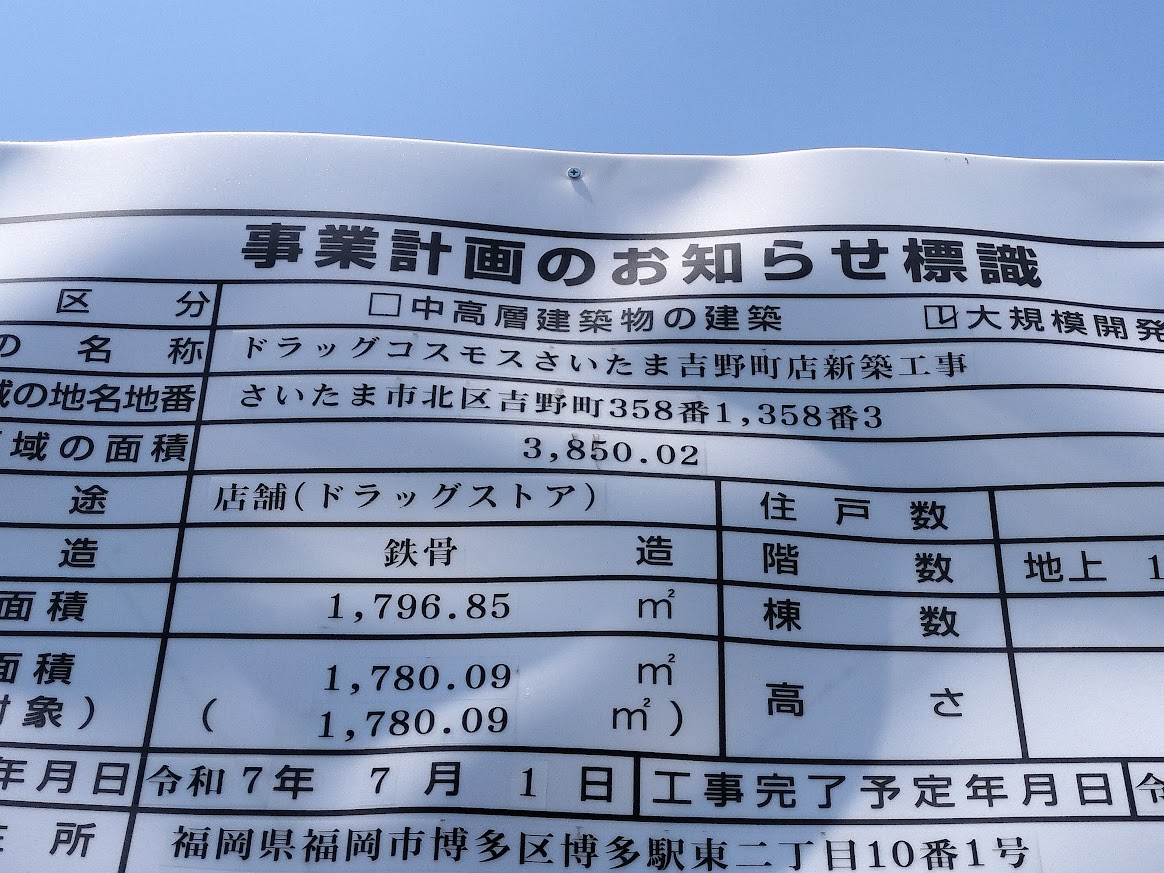 事業計画のお知らせ標識
区分 □中高層建築物の建築 ☑大規模開発
の名称 ドラッグコスモスさいたま吉野町店新築工事
域の地名地番 さいたま市北区吉野町358番1,358番3
域の面積 3,850.02
途 店舗(ドラッグストア) 住戸数
造 鉄骨造 階数 地上 1
面積 1,796.85 ㎡ 棟数
面積 1,780.09 ㎡ 高さ
対象) ( 1,780.09 ㎡)
年月日 令和7年 7月 1日 工事完了予定年月日 令
住所 福岡県福岡市博多区博多駅東二丁目10番1号